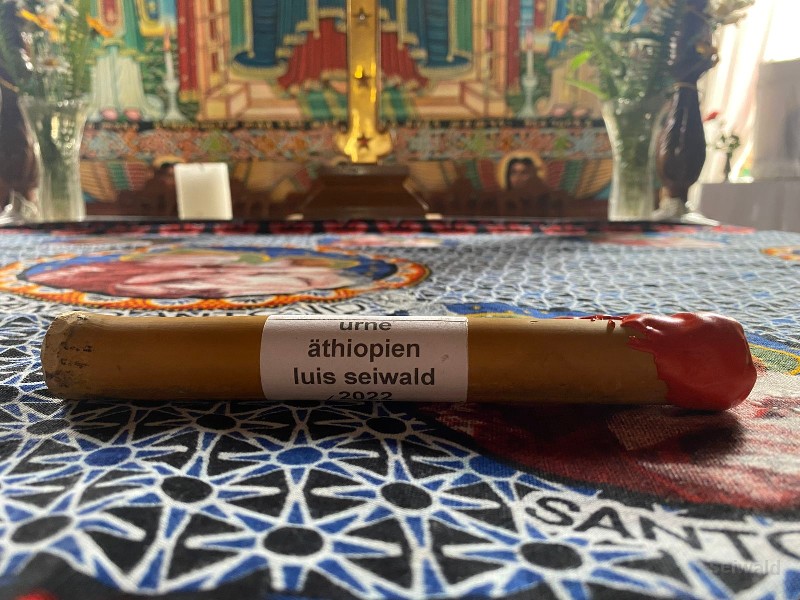 urne
äthiopien
luis seiwald
2022
SANTO
seiwald